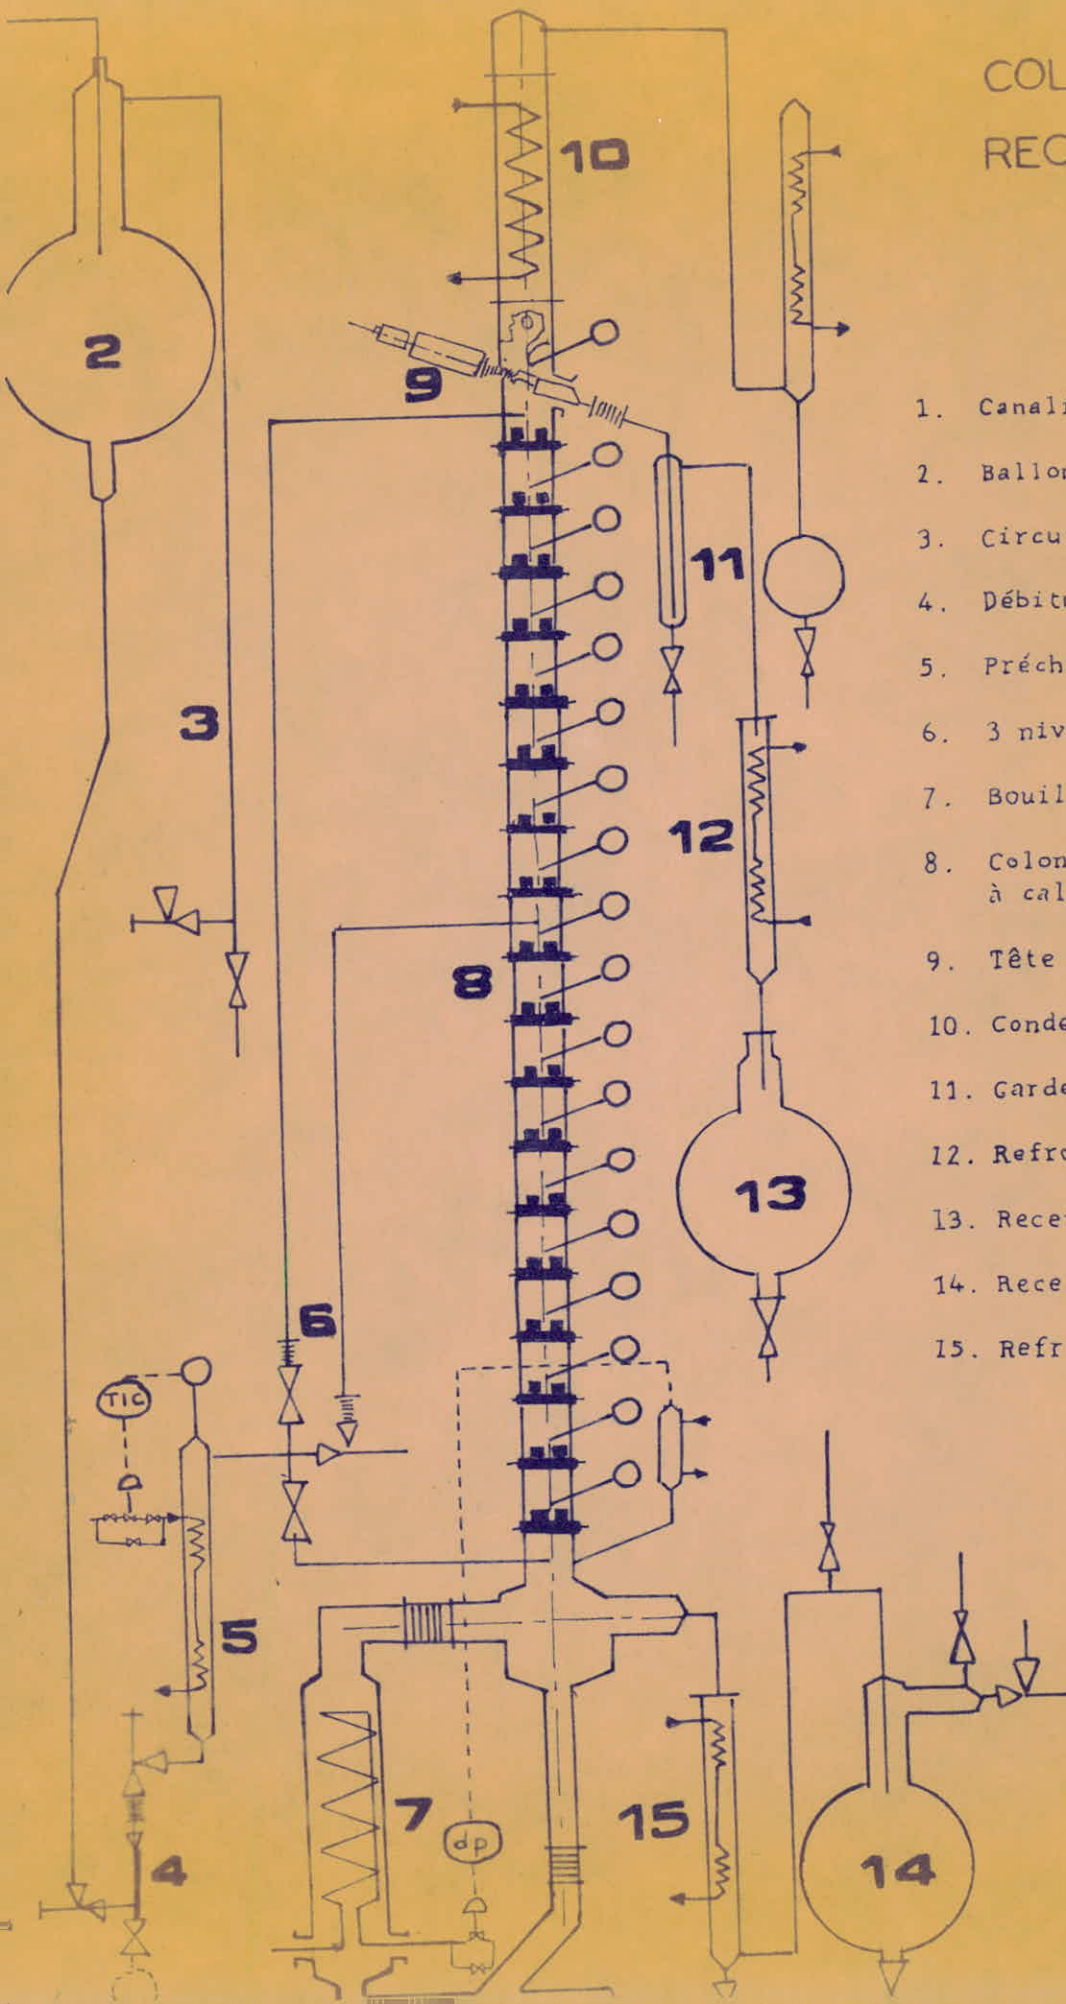 COL
REC
1. Canali
2. Ballon
3. Circu
4. Débitm
5. Préch
6. 3 niv
7. Bouil
8. Colon
à cal
9. Tête
10. Conde
11. Garde
12. Refro
13. Rece
14. Rece
15. Refr
2
3
4
5
6
7
8
9
10
11
12
13
14
15
TIC
dp